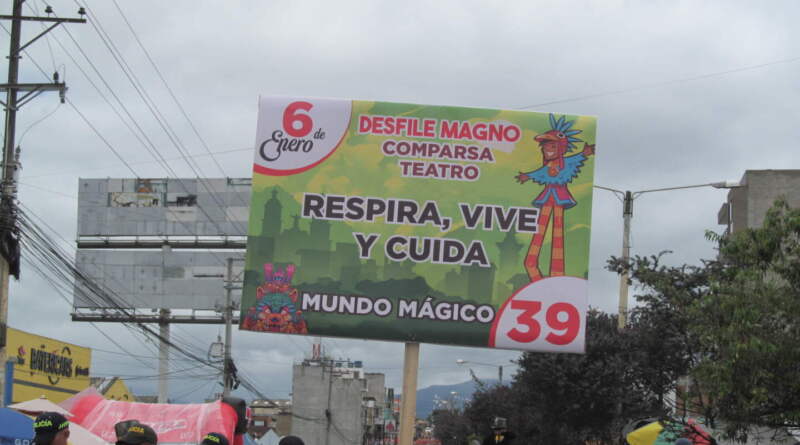 6
de
Enero
DESFILE MAGNO
COMPARSA
TEATRO
RESPIRA, VIVE
Y CUIDA
MUNDO MÁGICO
39